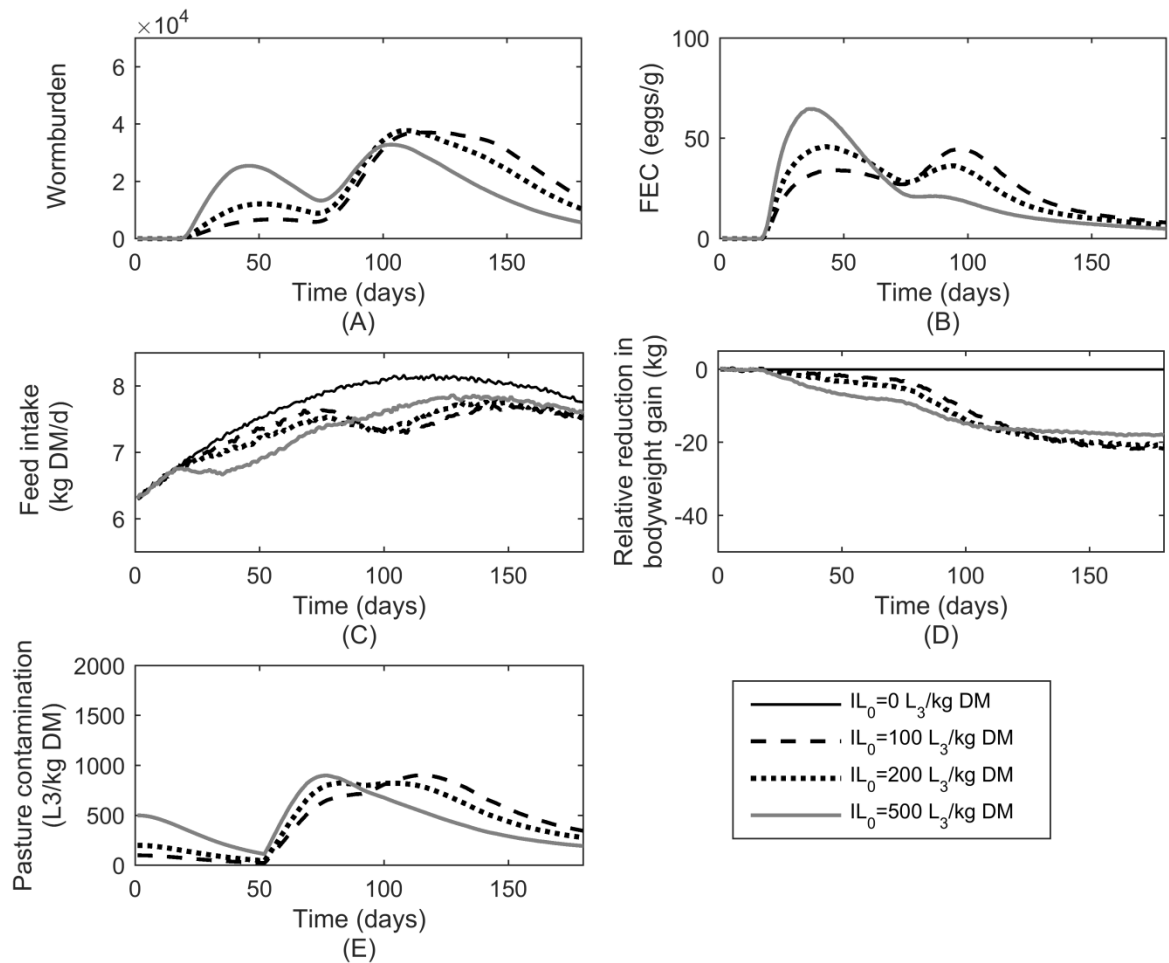 ×10⁴
6
4
2
0
Wormburden
0 50 100 150
Time (days)
(A)
100
50
0
FEC (eggs/g)
0 50 100 150
Time (days)
(B)
8
7
6
Feed intake
(kg DM/d)
0 50 100 150
Time (days)
(C)
0
-20
-40
Relative reduction in
bodyweight gain (kg)
0 50 100 150
Time (days)
(D)
2000
1500
1000
500
0
Pasture contamination
(L3/kg DM)
0 50 100 150
Time (days)
(E)
IL₀=0 L₃/kg DM
IL₀=100 L₃/kg DM
IL₀=200 L₃/kg DM
IL₀=500 L₃/kg DM